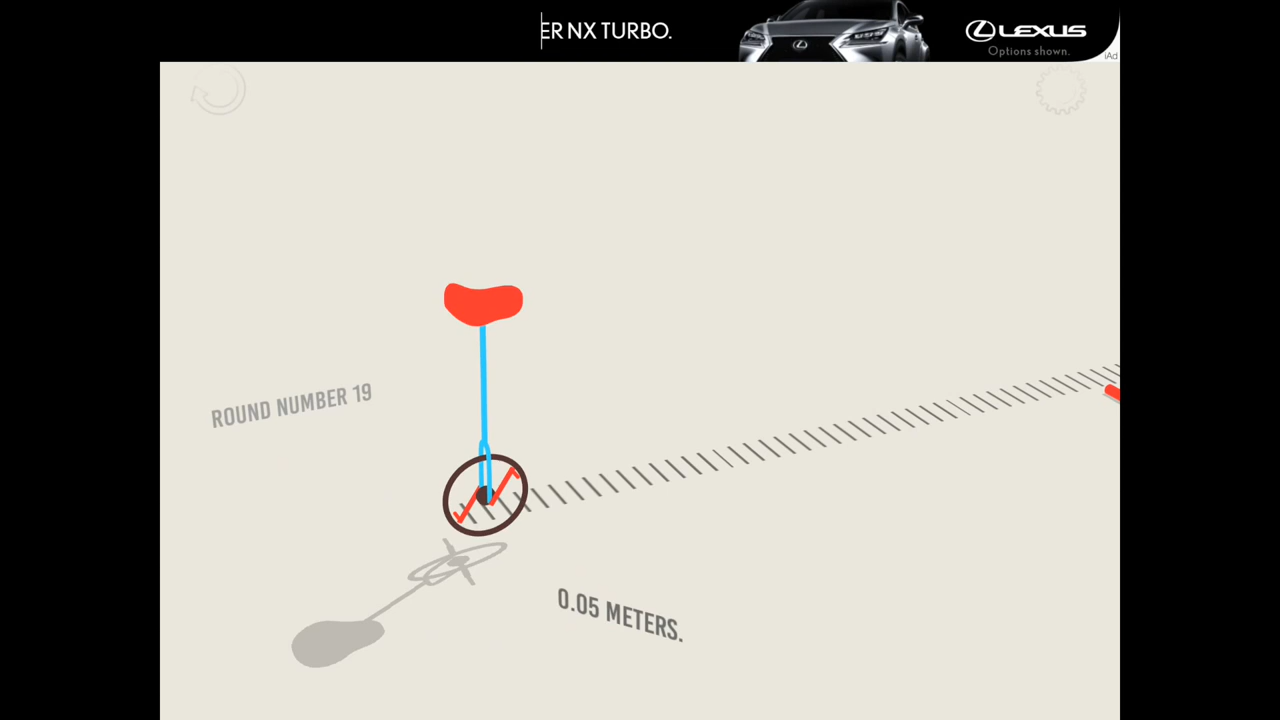 ER NX TURBO.
LEXUS
Options shown.
iAd
ROUND NUMBER 19
0.05 METERS.